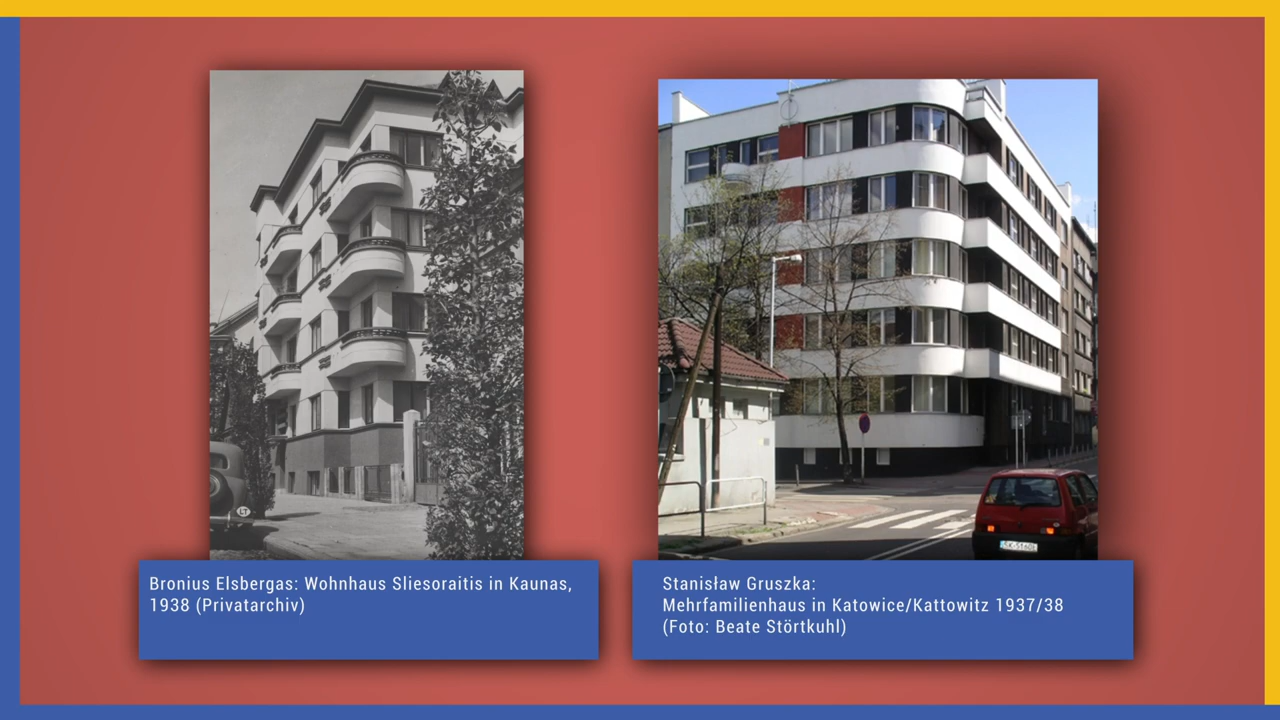 LT
Bronius Elsbergas: Wohnhaus Sliesoraitis in Kaunas,
1938 (Privatarchiv)
Stanisław Gruszka:
Mehrfamilienhaus in Katowice/Kattowitz 1937/38
(Foto: Beate Störtkuhl)